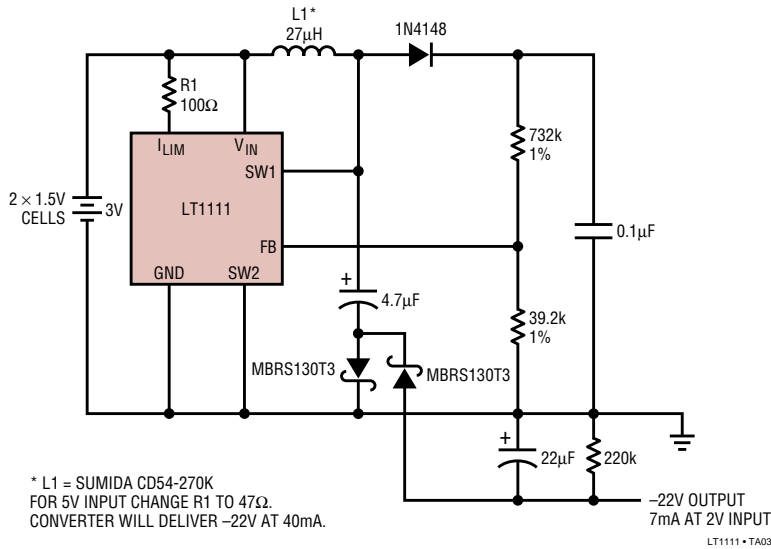 L1*
27µH
1N4148
R1
100Ω
732k
1%
I_LIM
V_IN
SW1
2 × 1.5V
CELLS
3V
LT1111
FB
0.1µF
GND
SW2
+
4.7µF
39.2k
1%
MBRS130T3
MBRS130T3
+
22µF
220k
* L1 = SUMIDA CD54-270K
FOR 5V INPUT CHANGE R1 TO 47Ω.
CONVERTER WILL DELIVER –22V AT 40mA.
–22V OUTPUT
7mA AT 2V INPUT
LT1111 • TA03